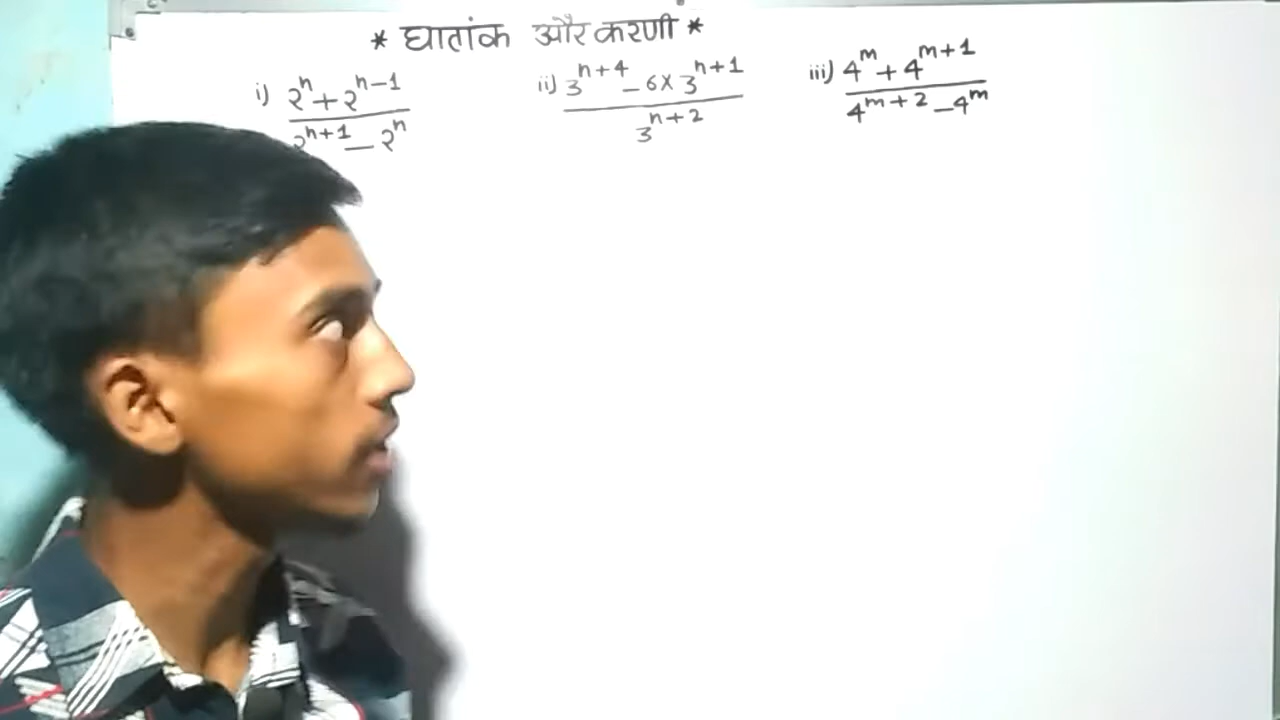 * घातांक और करणी *
i) 2^n + 2^{n-1} / 2^{n+1} - 2^n
ii) 3^{n+4} - 6 × 3^{n+1} / 3^{n+2}
iii) 4^m + 4^{m+1} / 4^{m+2} - 4^m